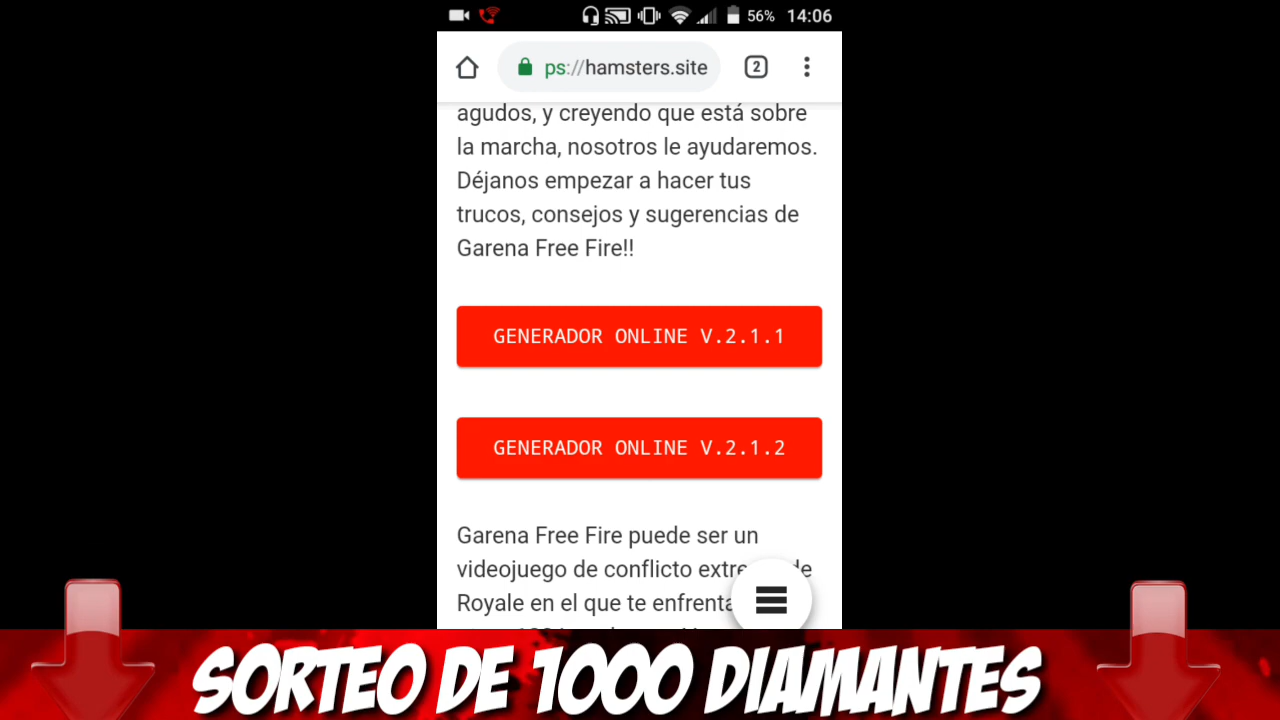 56% 14:06
ps://hamsters.site 2
agudos, y creyendo que está sobre
la marcha, nosotros le ayudaremos.
Déjanos empezar a hacer tus
trucos, consejos y sugerencias de
Garena Free Fire!!
GENERADOR ONLINE V.2.1.1
GENERADOR ONLINE V.2.1.2
Garena Free Fire puede ser un
videojuego de conflicto
Royale en el que te
SORTEO DE 1000 DIAMANTES